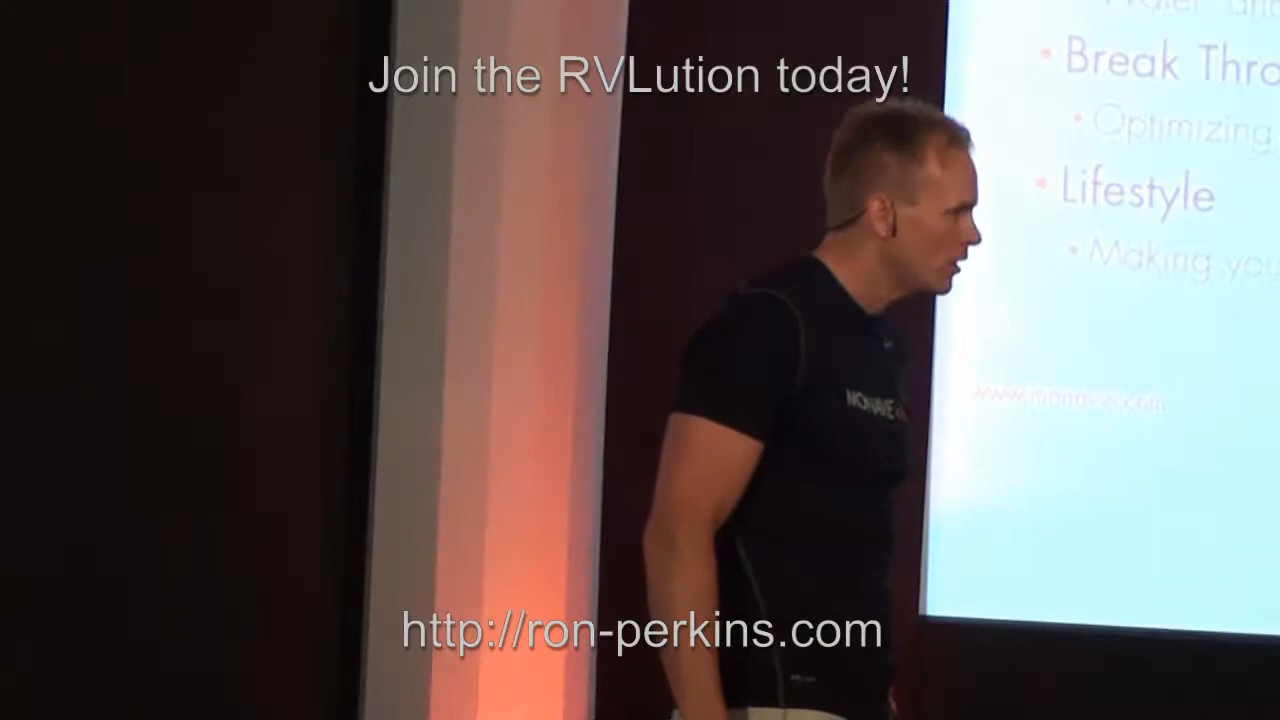 Join the RVLution today!
• Break Thro
• Optimizing
• Lifestyle
• Making you
http://ron-perkins.com